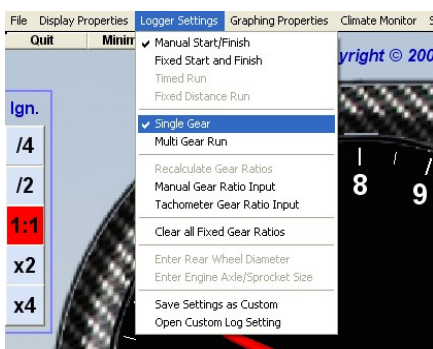 File Display Properties Logger Settings Graphing Properties Climate Monitor
Quit Minim
✓ Manual Start/Finish
Fixed Start and Finish
Timed Run
Fixed Distance Run
✓ Single Gear
Multi Gear Run
Recalculate Gear Ratios
Manual Gear Ratio Input
Tachometer Gear Ratio Input
Clear all Fixed Gear Ratios
Enter Rear Wheel Diameter
Enter Engine Axle/Sprocket Size
Save Settings as Custom
Open Custom Log Setting
yright © 200
Ign.
/4
/2
1:1
x2
x4
8
9